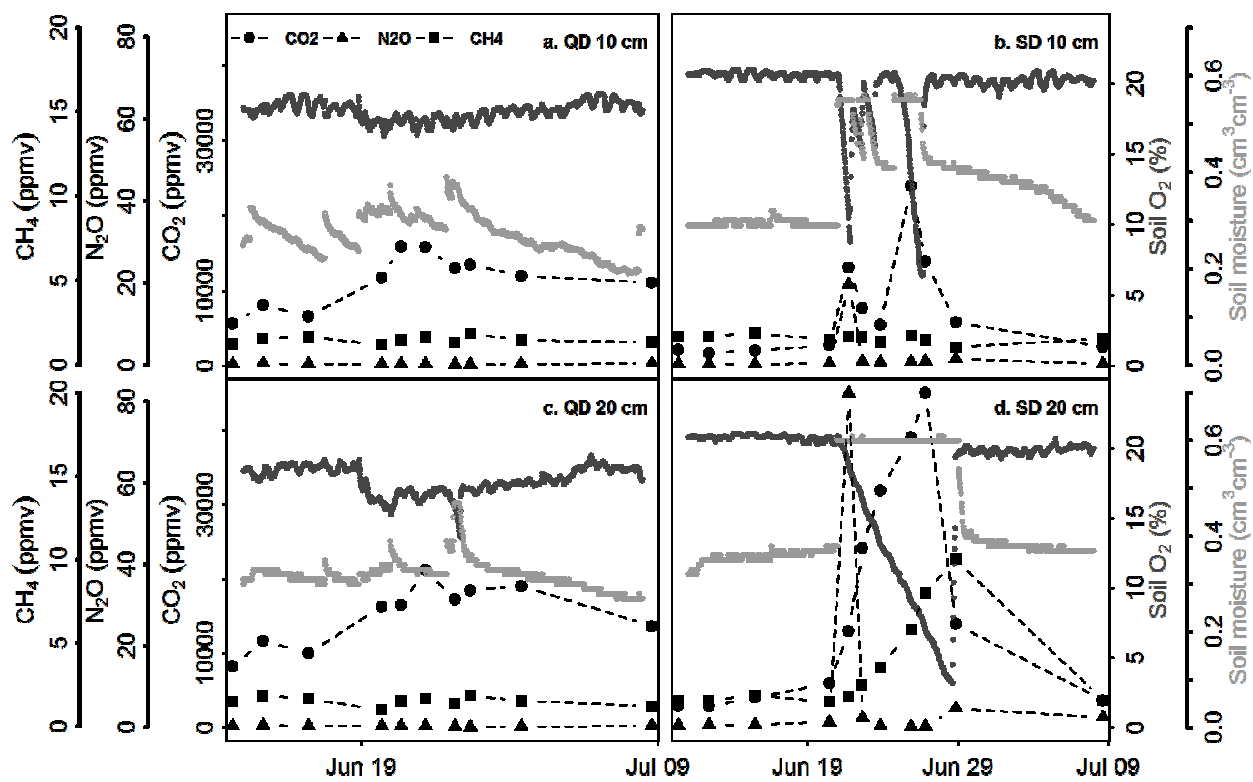 CO2 N2O CH4
a. QD 10 cm
b. SD 10 cm
c. QD 20 cm
d. SD 20 cm
CH₄ (ppmv)
0 5 10 15 20
N₂O (ppmv)
0 20 40 60 80
CO₂ (ppmv)
0 10000 30000
Soil O₂ (%)
0 5 10 15 20
Soil moisture (cm³cm⁻³)
0.0 0.2 0.4 0.6
CH₄ (ppmv)
0 5 10 15 20
N₂O (ppmv)
0 20 40 60 80
CO₂ (ppmv)
0 10000 30000
Soil O₂ (%)
0 5 10 15 20
Soil moisture (cm³cm⁻³)
0.0 0.2 0.4 0.6
Jun 19 Jul 09 Jun 19 Jun 29 Jul 09